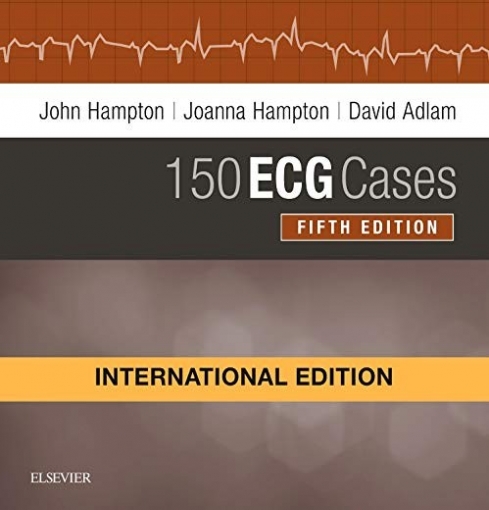 John Hampton | Joanna Hampton | David Adlam
150 ECG Cases
FIFTH EDITION
INTERNATIONAL EDITION
ELSEVIER